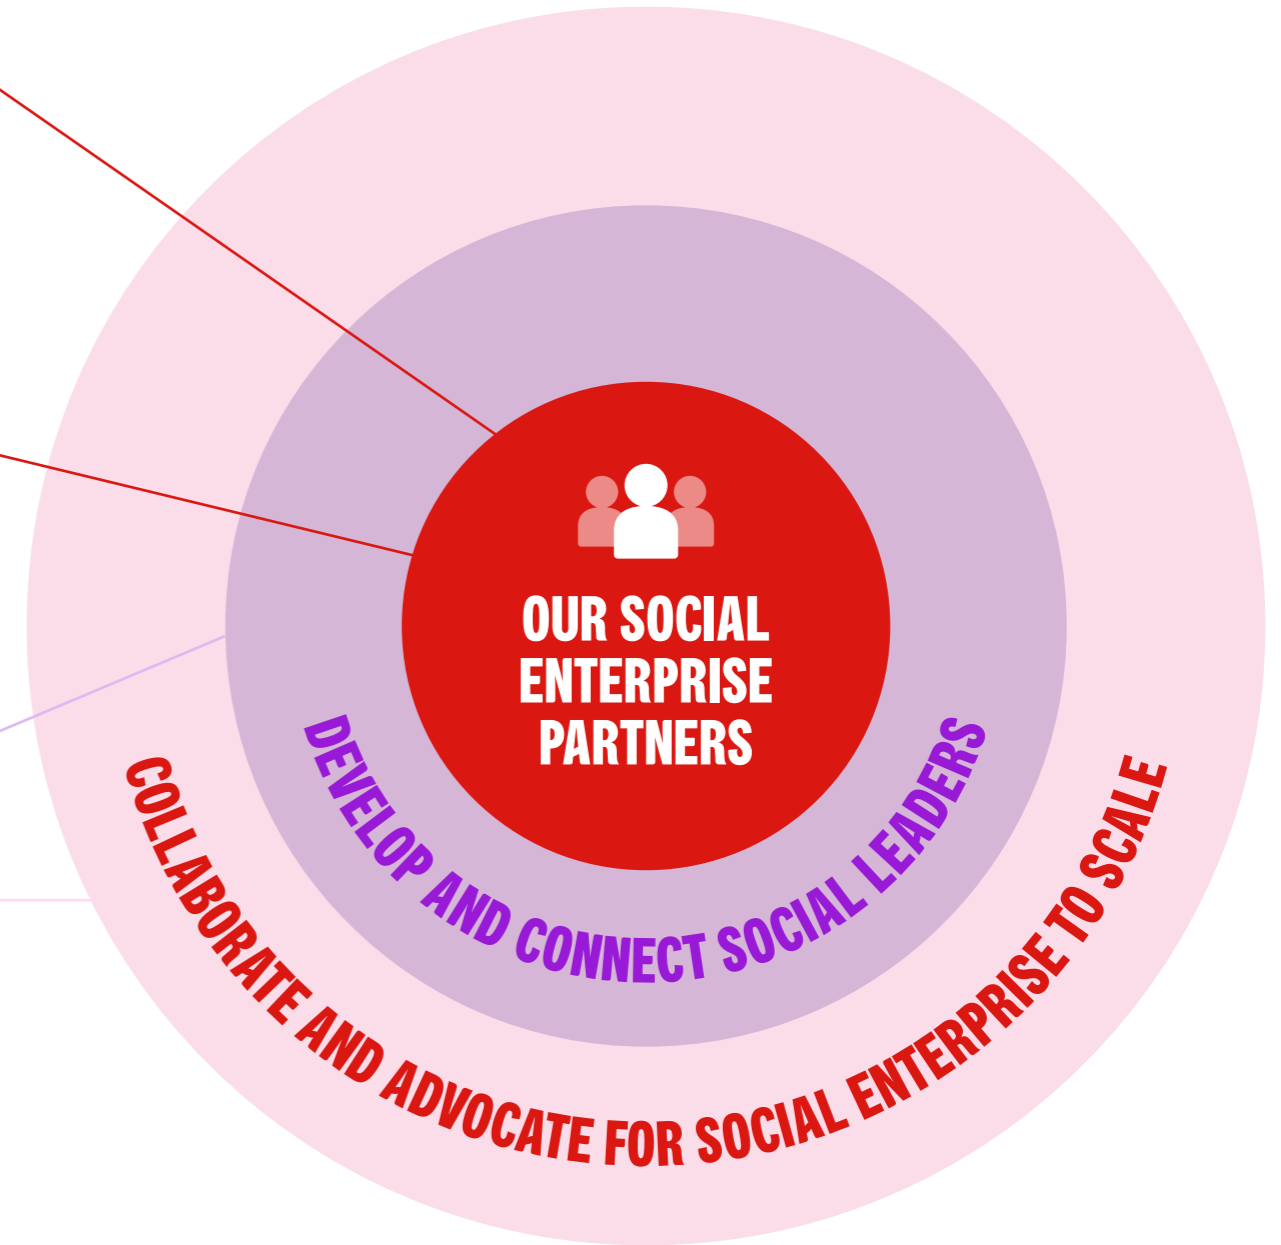 OUR SOCIAL
ENTERPRISE
PARTNERS
DEVELOP AND CONNECT SOCIAL LEADERS
COLLABORATE AND ADVOCATE FOR SOCIAL ENTERPRISE TO SCALE